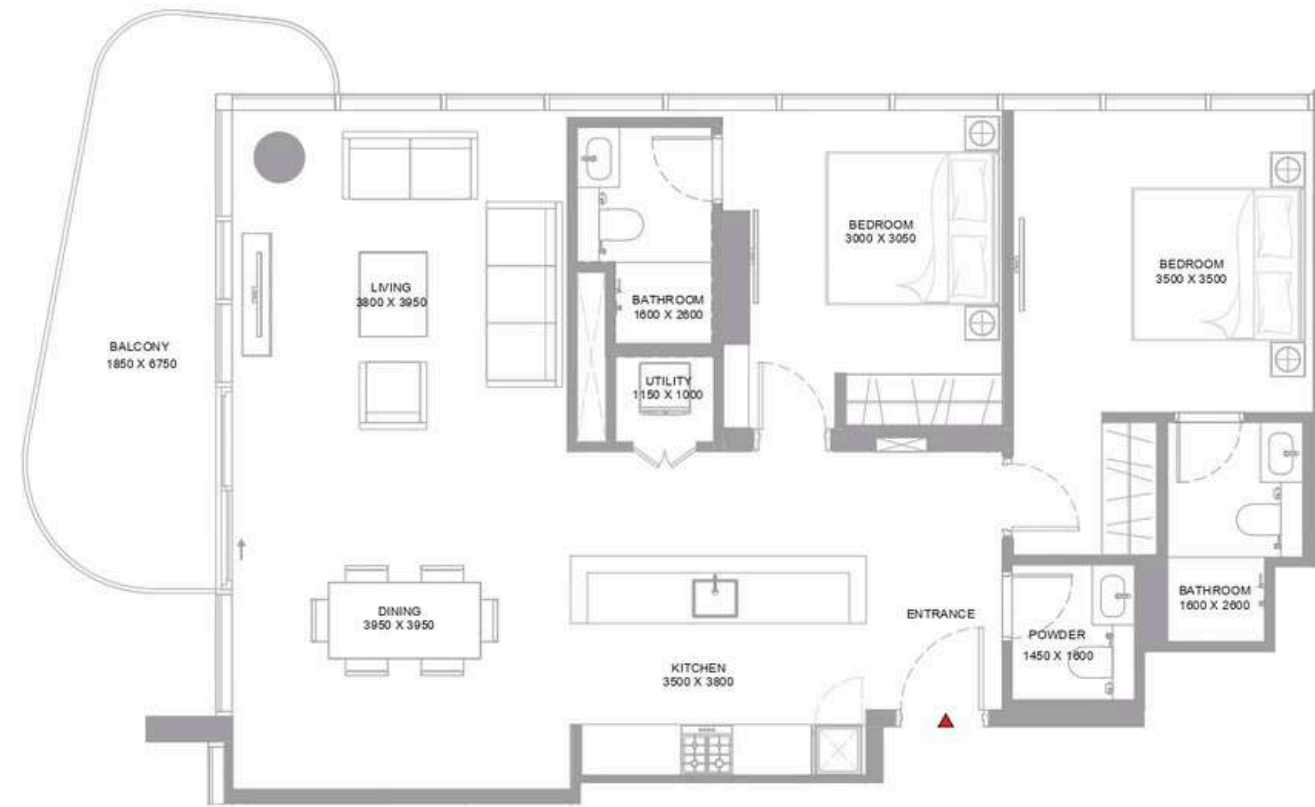 BALCONY
1850 X 6750
LIVING
3800 X 3950
BATHROOM
1600 X 2600
UTILITY
1150 X 1000
BEDROOM
3000 X 3050
BEDROOM
3500 X 3500
DINING
3950 X 3950
KITCHEN
3500 X 3800
ENTRANCE
POWDER
1450 X 1600
BATHROOM
1600 X 2600